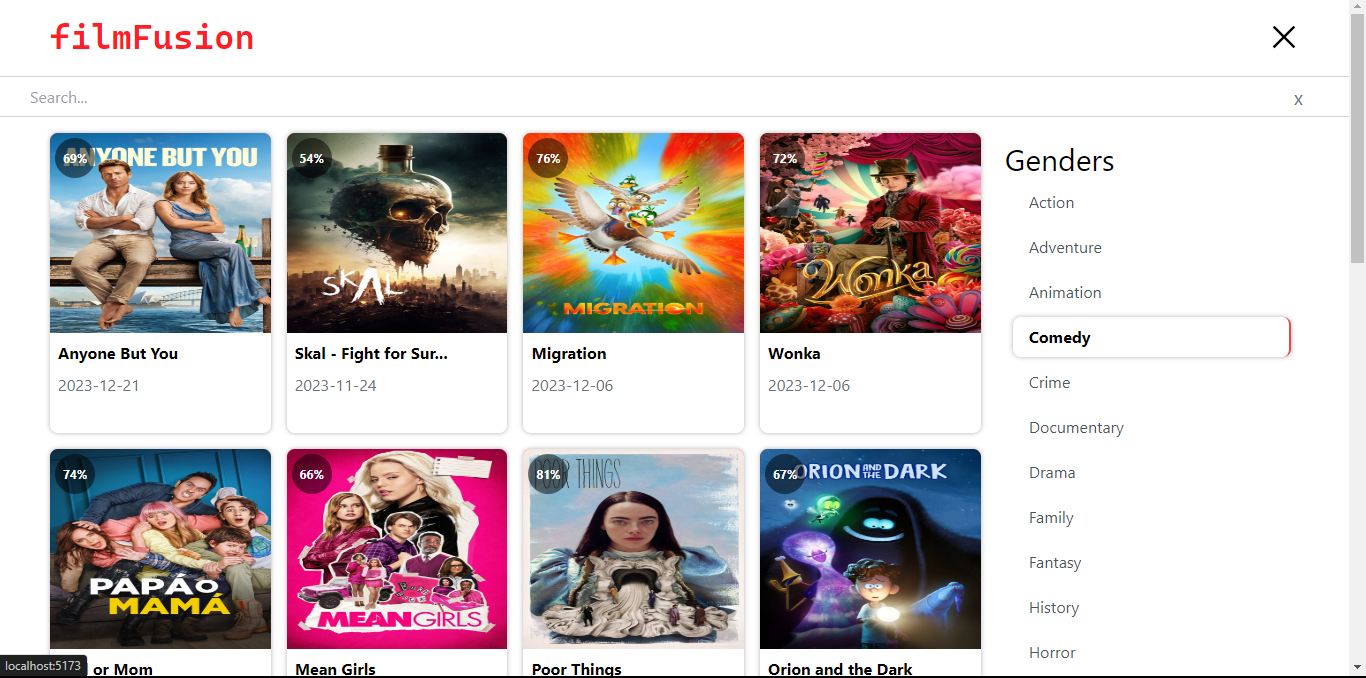 filmFusion
Search...
x
69%
ANYONE BUT YOU
54%
SKAL
76%
MIGRATION
72%
Wonka
Anyone But You
2023-12-21
Skal - Fight for Sur...
2023-11-24
Migration
2023-12-06
Wonka
2023-12-06
74%
PAPÁ O
MAMÁ
66%
MEAN GIRLS
81%
POOR THINGS
67%
ORION AND THE DARK
or Mom
Mean Girls
Poor Things
Orion and the Dark
Genders
Action
Adventure
Animation
Comedy
Crime
Documentary
Drama
Family
Fantasy
History
Horror
localhost:5173